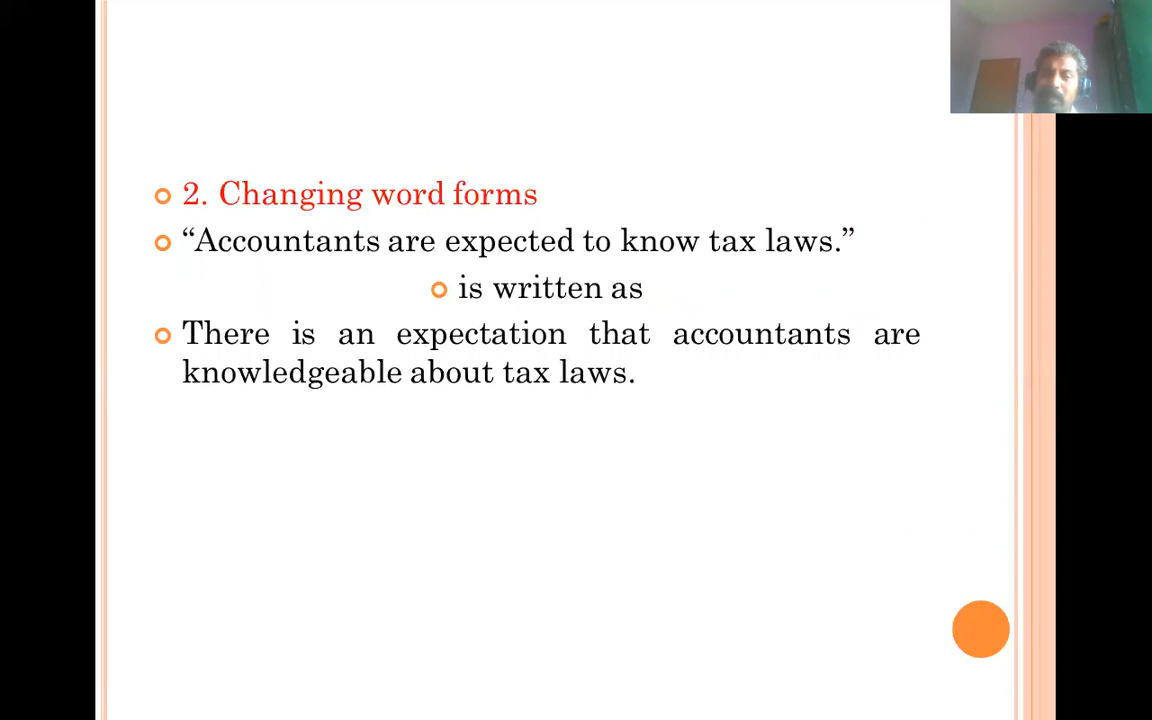 2. Changing word forms
“Accountants are expected to know tax laws.”
is written as
There is an expectation that accountants are
knowledgeable about tax laws.